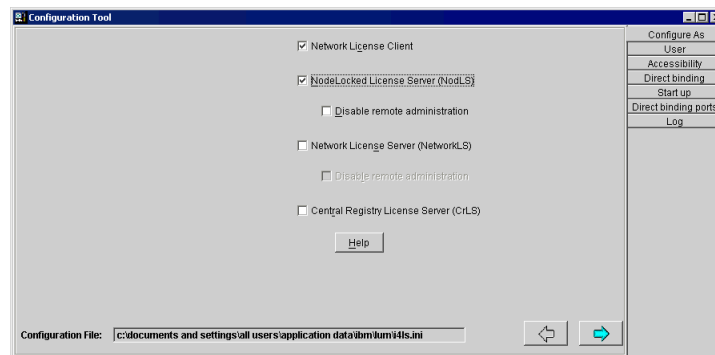 Configuration Tool
Configure As
Network License Client
User
Accessibility
NodeLocked License Server (NodLS)
Direct binding
Start up
Disable remote administration
Direct binding ports
Log
Network License Server (NetworkLS)
Disable remote administration
Central Registry License Server (CrLS)
Help
Configuration File: c:\documents and settings\all users\application data\ibm\lum\i4ls.ini